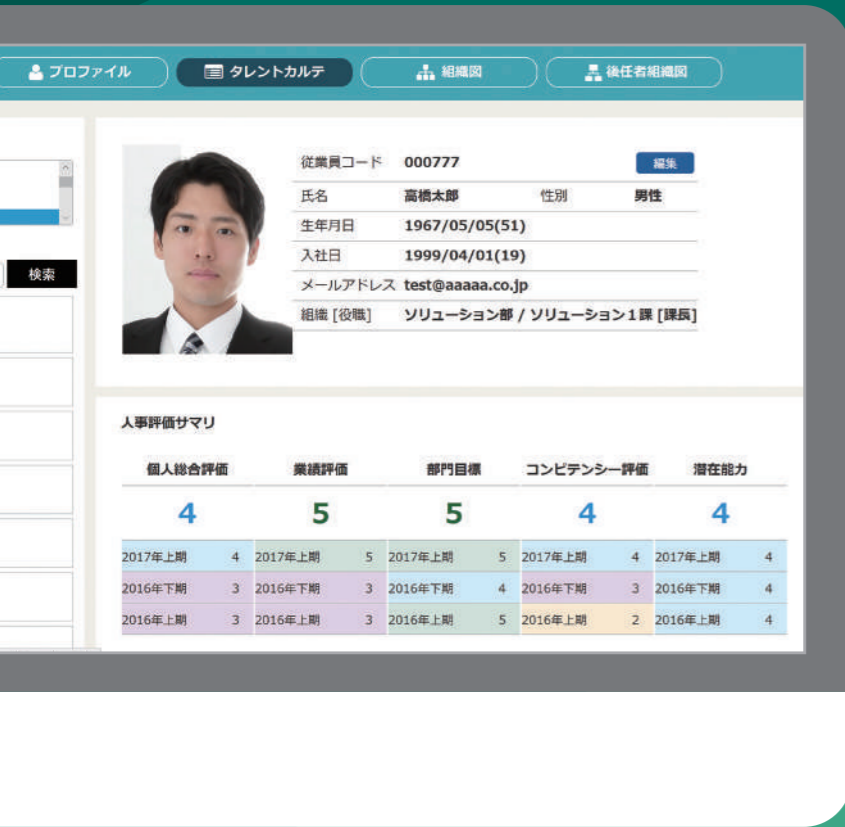 プロファイル タレントカルテ 組織図 後任者組織図
従業員コード 000777 編集
氏名 高橋太郎 性別 男性
生年月日 1967/05/05(51)
入社日 1999/04/01(19)
検索
メールアドレス test@aaaaa.co.jp
組織 [役職] ソリューション部 / ソリューション1課 [課長]
人事評価サマリ
個人総合評価 業績評価 部門目標 コンピテンシー評価 潜在能力
4 5 5 4 4
2017年上期 4 2017年上期 5 2017年上期 5 2017年上期 4 2017年上期 4
2016年下期 3 2016年下期 3 2016年下期 4 2016年下期 3 2016年下期 4
2016年上期 3 2016年上期 3 2016年上期 5 2016年上期 2 2016年上期 4